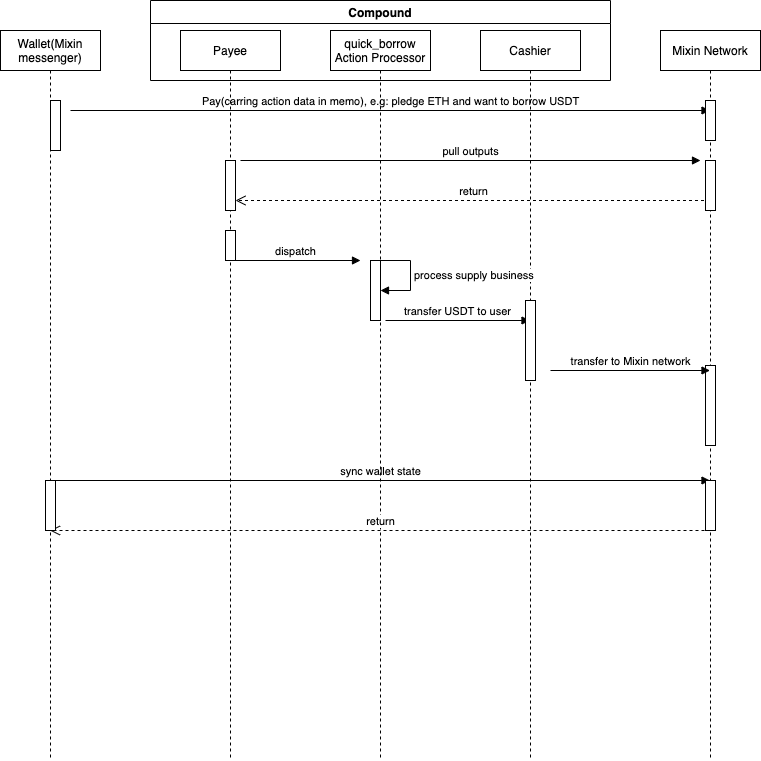 Compound
Wallet(Mixin
messenger)
Payee
quick_borrow
Action Processor
Cashier
Mixin Network
Pay(carring action data in memo), e.g: pledge ETH and want to borrow USDT
pull outputs
return
dispatch
process supply business
transfer USDT to user
transfer to Mixin network
sync wallet state
return